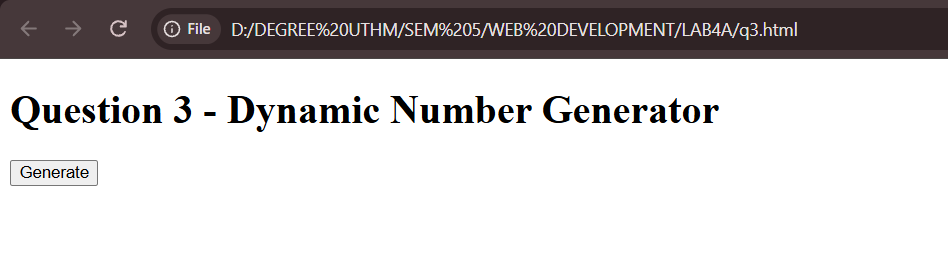 File D:/DEGREE%20UTHM/SEM%205/WEB%20DEVELOPMENT/LAB4A/q3.html
Question 3 - Dynamic Number Generator
Generate